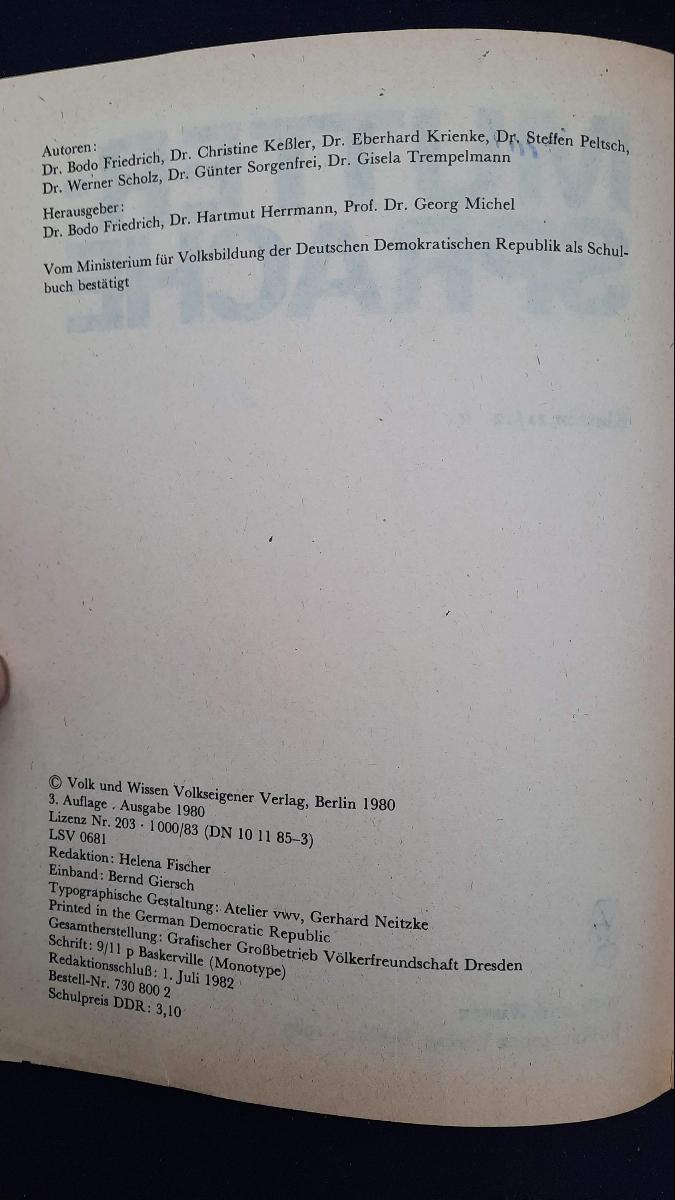 Autoren:
Dr. Bodo Friedrich, Dr. Christine Keßler, Dr. Eberhard Krienke, Dr. Steffen Peltsch,
Dr. Werner Scholz, Dr. Günter Sorgenfrei, Dr. Gisela Trempelmann
Herausgeber:
Dr. Bodo Friedrich, Dr. Hartmut Herrmann, Prof. Dr. Georg Michel
Vom Ministerium für Volksbildung der Deutschen Demokratischen Republik als Schul-
buch bestätigt
MUTTER
SPRACHE
© Volk und Wissen Volkseigener Verlag, Berlin 1980
3. Auflage . Ausgabe 1980
Lizenz Nr. 203 · 1000/83 (DN 10 11 85–3)
LSV 0681
Redaktion: Helena Fischer
Einband: Bernd Giersch
Typographische Gestaltung: Atelier vwv, Gerhard Neitzke
Printed in the German Democratic Republic
Gesamtherstellung: Grafischer Großbetrieb Völkerfreundschaft Dresden
Schrift: 9/11 p Baskerville (Monotype)
Redaktionsschluß: 1. Juli 1982
Bestell-Nr. 730 800 2
Schulpreis DDR: 3,10